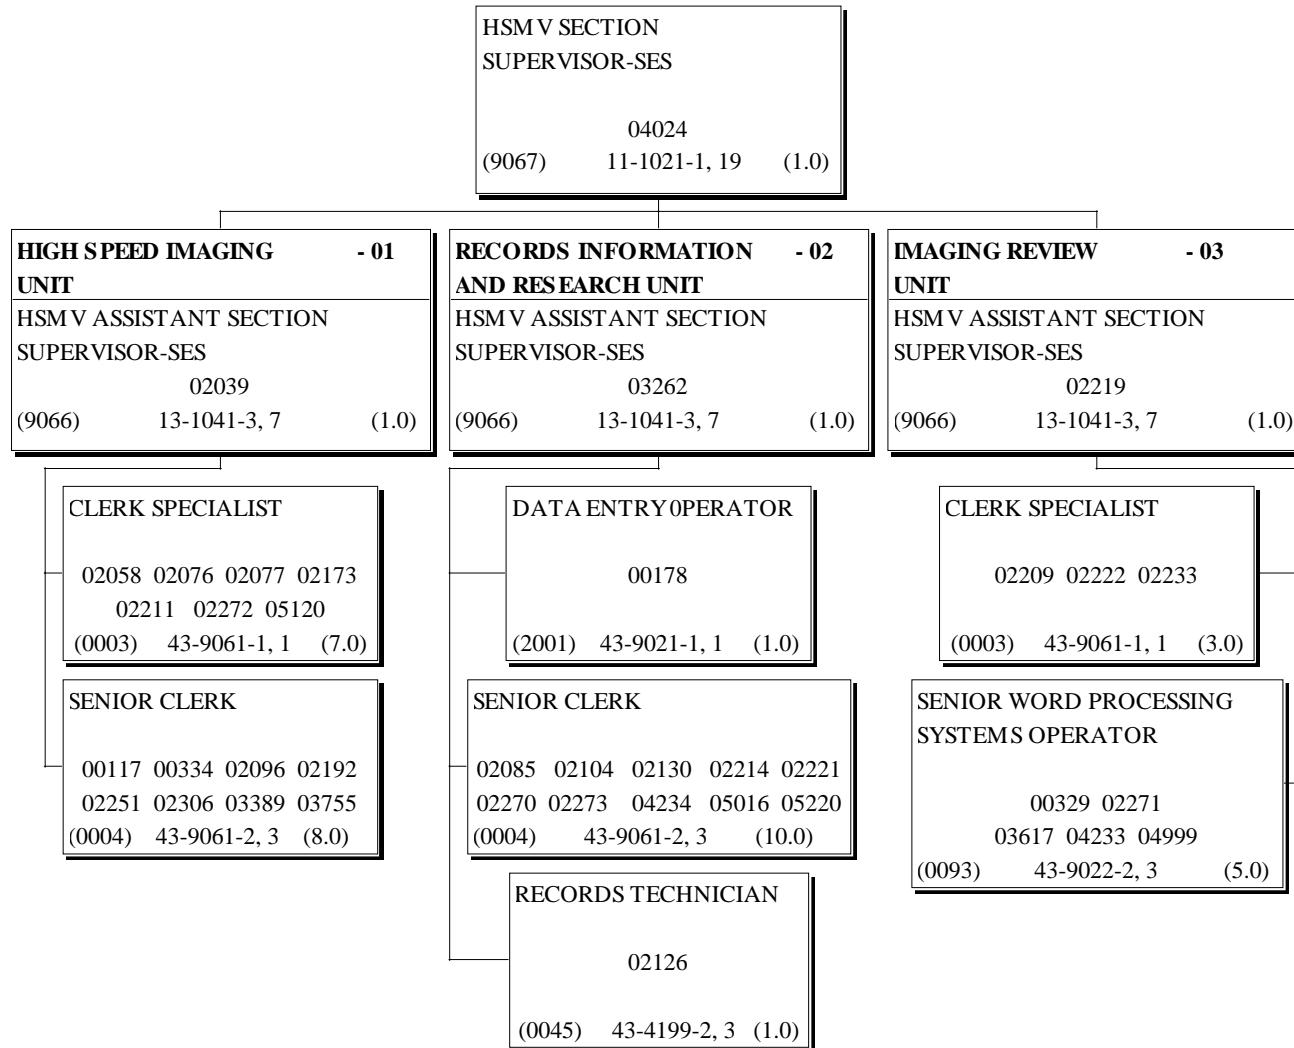 HSMV SECTION
SUPERVISOR-SES
04024
(9067) 11-1021-1, 19 (1.0)
HIGH SPEED IMAGING - 01
UNIT
HSMV ASSISTANT SECTION
SUPERVISOR-SES
02039
(9066) 13-1041-3, 7 (1.0)
RECORDS INFORMATION - 02
AND RESEARCH UNIT
HSMV ASSISTANT SECTION
SUPERVISOR-SES
03262
(9066) 13-1041-3, 7 (1.0)
IMAGING REVIEW - 03
UNIT
HSMV ASSISTANT SECTION
SUPERVISOR-SES
02219
(9066) 13-1041-3, 7 (1.0)
CLERK SPECIALIST
02058 02076 02077 02173
02211 02272 05120
(0003) 43-9061-1, 1 (7.0)
SENIOR CLERK
00117 00334 02096 02192
02251 02306 03389 03755
(0004) 43-9061-2, 3 (8.0)
DATA ENTRY 0PERATOR
00178
(2001) 43-9021-1, 1 (1.0)
SENIOR CLERK
02085 02104 02130 02214 02221
02270 02273 04234 05016 05220
(0004) 43-9061-2, 3 (10.0)
RECORDS TECHNICIAN
02126
(0045) 43-4199-2, 3 (1.0)
CLERK SPECIALIST
02209 02222 02233
(0003) 43-9061-1, 1 (3.0)
SENIOR WORD PROCESSING
SYSTEMS OPERATOR
00329 02271
03617 04233 04999
(0093) 43-9022-2, 3 (5.0)